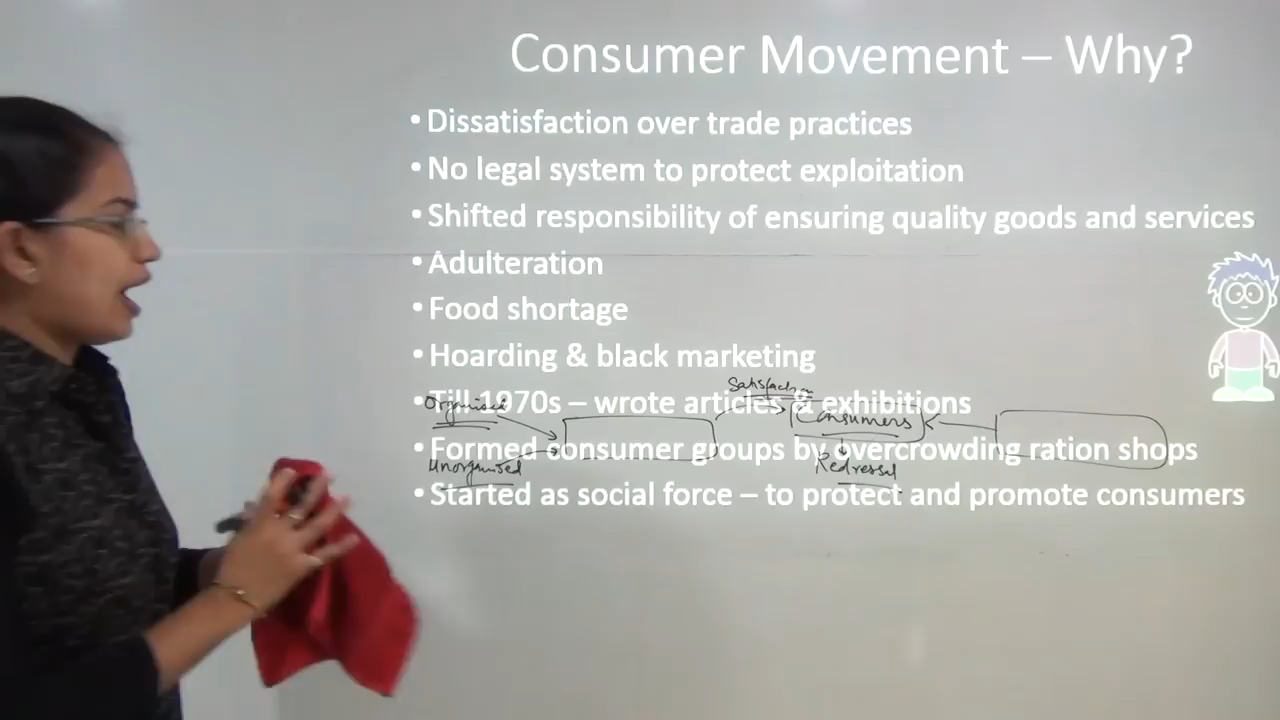 Consumer Movement – Why?
• Dissatisfaction over trade practices
• No legal system to protect exploitation
• Shifted responsibility of ensuring quality goods and services
• Adulteration
• Food shortage
• Hoarding & black marketing
Satisfaction
• Till 1970s – wrote articles & exhibitions
Organised
Consumers
• Formed consumer groups by overcrowding ration shops
Unorganised
Redressal
• Started as social force – to protect and promote consumers